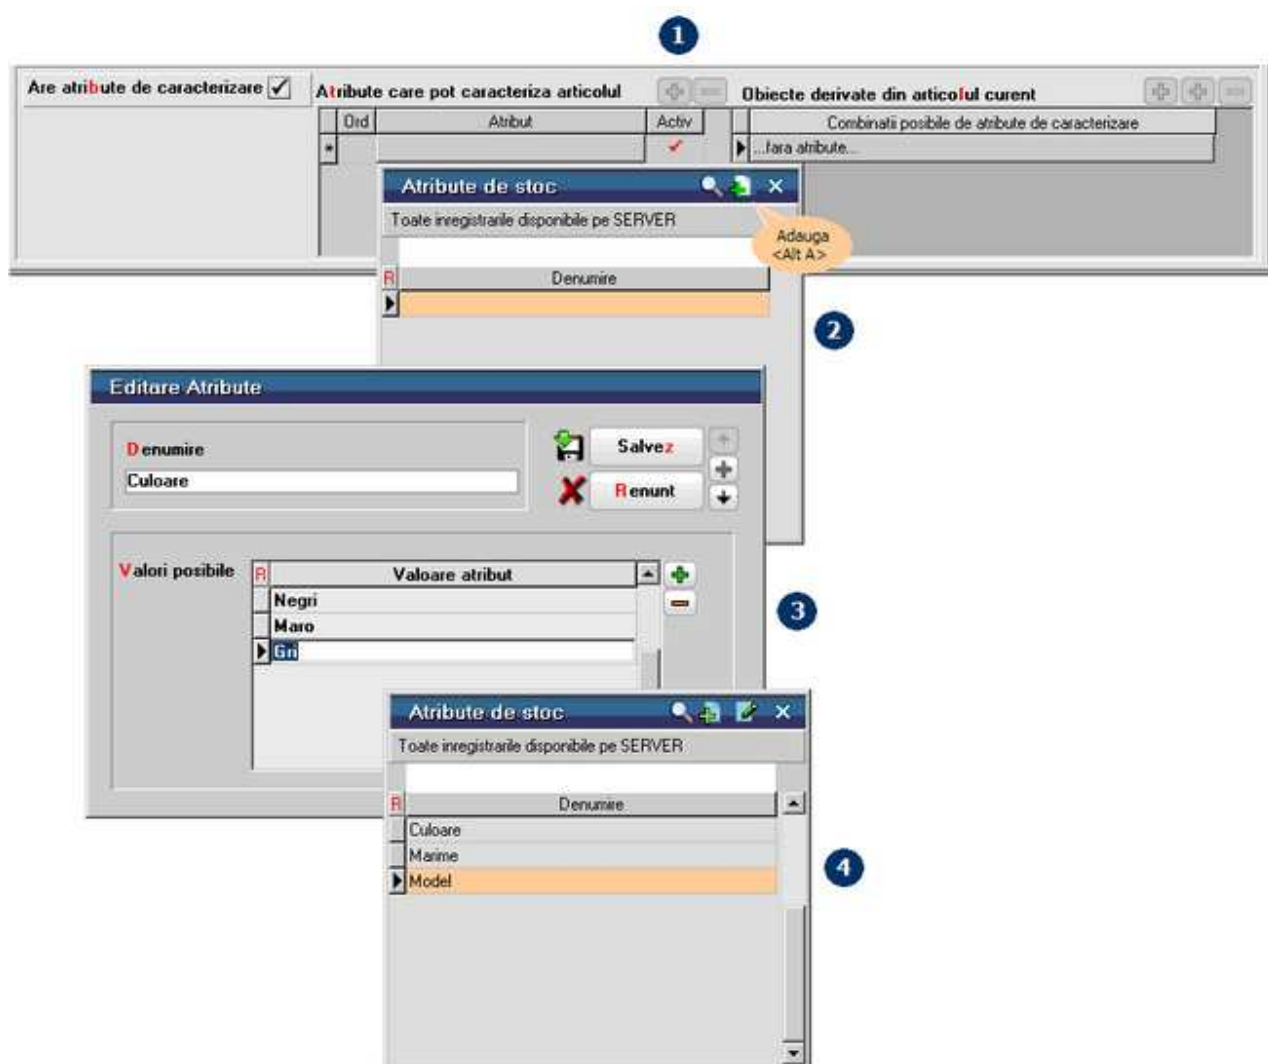 1
Are atribute de caracterizare
Atribute care pot caracteriza articolul
Obiecte derivate din articolul curent
Ord Atribut Activ
Combinatii posibile de atribute de caracterizare
...fara atribute...
Atribute de stoc
Toate inregistrarile disponibile pe SERVER
Adauga
<Alt A>
R Denumire
2
Editare Atribute
Denumire
Culoare
Salvez
Renunt
Valori posibile
R Valoare atribut
Negri
Maro
Gri
3
Atribute de stoc
Toate inregistrarile disponibile pe SERVER
R Denumire
Culoare
Marime
Model
4